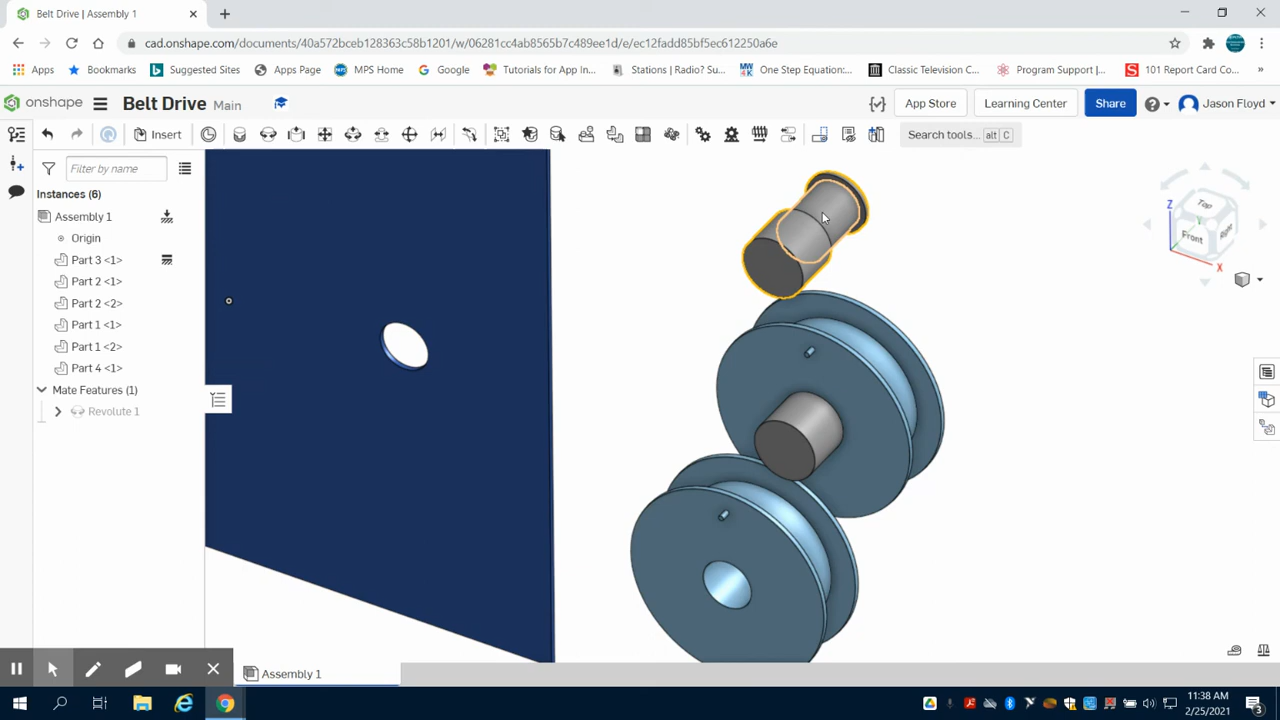 Belt Drive | Assembly 1
cad.onshape.com/documents/40a572bceb128363c58b1201/w/06281cc4ab8565b7c489ee1d/e/ec12fadd85bf5ec612250a6e
Apps
Bookmarks
Suggested Sites
Apps Page
MPS Home
Google
Tutorials for App In...
Stations | Radio? Su...
One Step Equation:...
Classic Television C...
Program Support |...
101 Report Card Co...
»
onshape
Belt Drive Main
App Store
Learning Center
Share
Jason Floyd
Insert
Search tools... alt C
Filter by name
Instances (6)
Assembly 1
Origin
Part 3 <1>
Part 2 <1>
Part 2 <2>
Part 1 <1>
Part 1 <2>
Part 4 <1>
Mate Features (1)
Revolute 1
Top
Front
Right
Z
X
Assembly 1
11:38 AM
2/25/2021
3